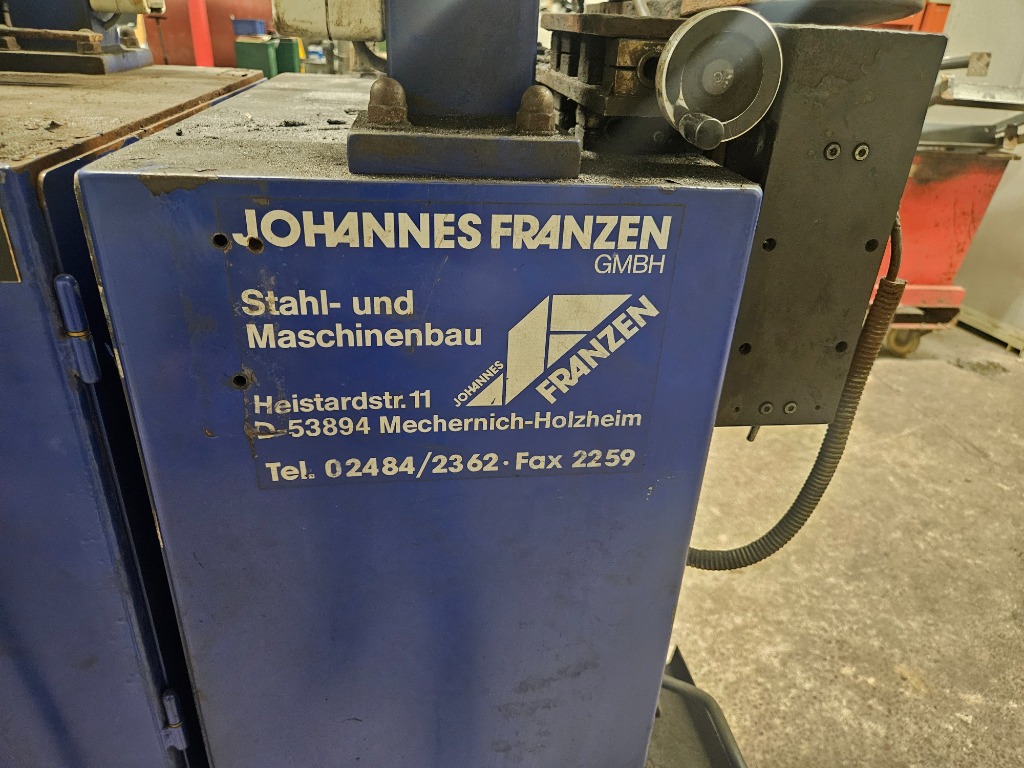 JOHANNES FRANZEN
GMBH
Stahl- und
Maschinenbau
JOHANNES
FRANZEN
Heistardstr. 11
D-53894 Mechernich-Holzheim
Tel. 02484/2362 · Fax 2259